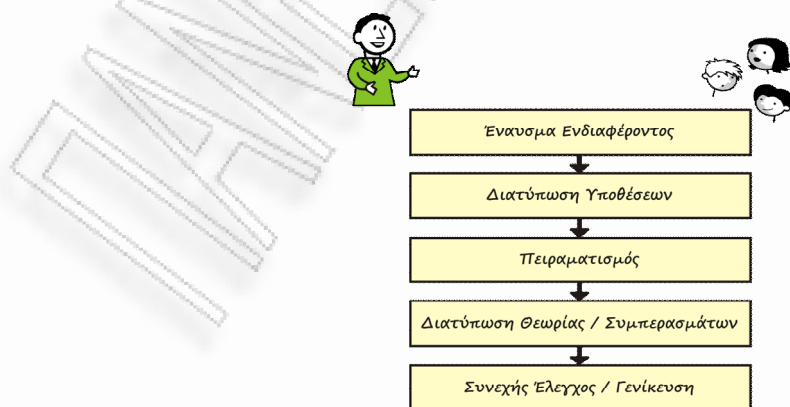 Έναυσμα Ενδιαφέροντος
Διατύπωση Υποθέσεων
Πειραματισμός
Διατύπωση Θεωρίας / Συμπερασμάτων
Συνεχής Έλεγχος / Γενίκευση